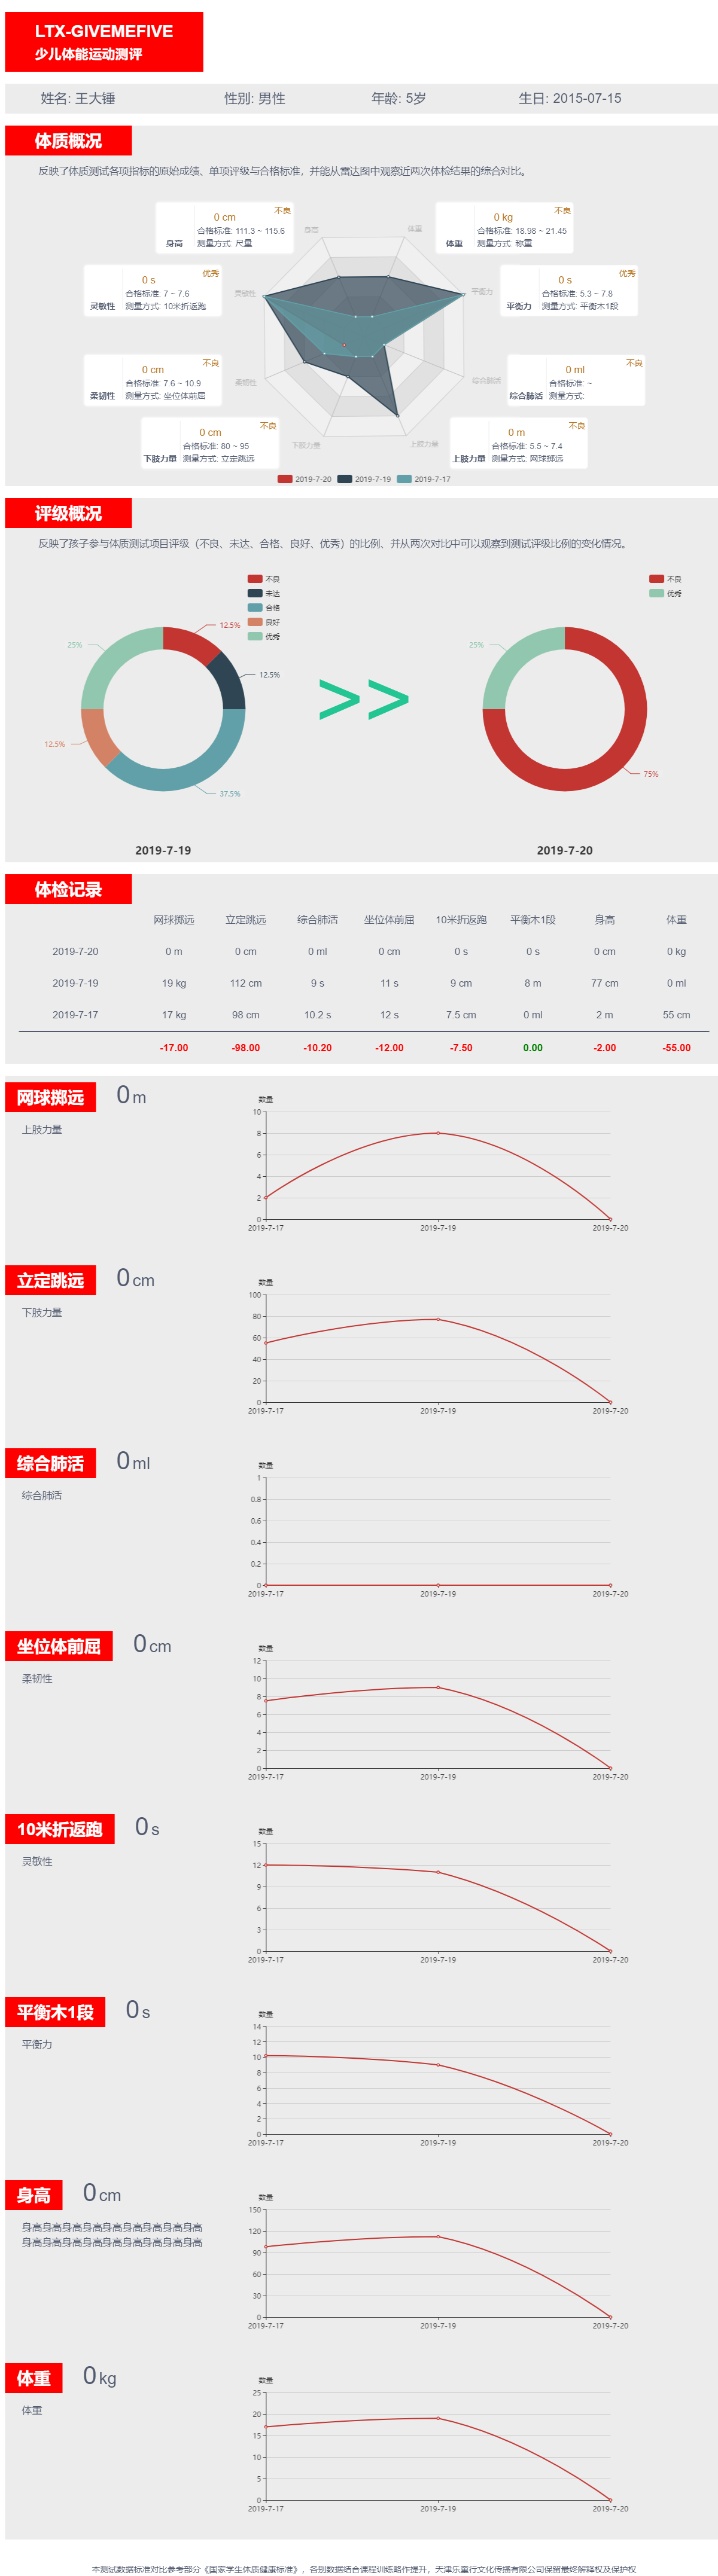 LTX-GIVEMEFIVE
少儿体能运动测评
姓名: 王大锤 性别: 男性 年龄: 5岁 生日: 2015-07-15
体质概况
反映了体质测试各项指标的原始成绩、单项评级与合格标准，并能从雷达图中观察近两次体检结果的综合对比。
不良
0 cm
合格标准: 111.3 ~ 115.6
身高 测量方式: 尺量
不良
0 kg
合格标准: 18.98 ~ 21.45
体重 测量方式: 称重
优秀
0 s
合格标准: 7 ~ 7.6
灵敏性 测量方式: 10米折返跑
优秀
0 s
合格标准: 5.3 ~ 7.8
平衡力 测量方式: 平衡木1段
不良
0 cm
合格标准: 7.6 ~ 10.9
柔韧性 测量方式: 坐位体前屈
不良
0 ml
合格标准: ~
综合肺活 测量方式:
不良
0 cm
合格标准: 80 ~ 95
下肢力量 测量方式: 立定跳远
不良
0 m
合格标准: 5.5 ~ 7.4
上肢力量 测量方式: 网球掷远
身高 体重
灵敏性 平衡力
柔韧性 综合肺活
下肢力量 上肢力量
2019-7-20 2019-7-19 2019-7-17
评级概况
反映了孩子参与体质测试项目评级（不良、未达、合格、良好、优秀）的比例、并从两次对比中可以观察到测试评级比例的变化情况。
不良
未达
合格
良好
优秀
12.5%
25%
12.5%
12.5%
37.5%
2019-7-19
>>
不良
优秀
25%
75%
2019-7-20
体检记录
网球掷远 立定跳远 综合肺活 坐位体前屈 10米折返跑 平衡木1段 身高 体重
2019-7-20 0 m 0 cm 0 ml 0 cm 0 s 0 s 0 cm 0 kg
2019-7-19 19 kg 112 cm 9 s 11 s 9 cm 8 m 77 cm 0 ml
2019-7-17 17 kg 98 cm 10.2 s 12 s 7.5 cm 0 ml 2 m 55 cm
-17.00 -98.00 -10.20 -12.00 -7.50 0.00 -2.00 -55.00
网球掷远 0 m
上肢力量
数量
10
8
6
4
2
0
2019-7-17 2019-7-19 2019-7-20
立定跳远 0 cm
下肢力量
数量
100
80
60
40
20
0
2019-7-17 2019-7-19 2019-7-20
综合肺活 0 ml
综合肺活
数量
1
0.8
0.6
0.4
0.2
0
2019-7-17 2019-7-19 2019-7-20
坐位体前屈 0 cm
柔韧性
数量
12
10
8
6
4
2
0
2019-7-17 2019-7-19 2019-7-20
10米折返跑 0 s
灵敏性
数量
15
12
9
6
3
0
2019-7-17 2019-7-19 2019-7-20
平衡木1段 0 s
平衡力
数量
14
12
10
8
6
4
2
0
2019-7-17 2019-7-19 2019-7-20
身高 0 cm
身高身高身高身高身高身高身高身高身高
身高身高身高身高身高身高身高身高身高
数量
150
120
90
60
30
0
2019-7-17 2019-7-19 2019-7-20
体重 0 kg
体重
数量
25
20
15
10
5
0
2019-7-17 2019-7-19 2019-7-20
本测试数据标准对比参考部分《国家学生体质健康标准》，各别数据结合课程训练略作提升，天津乐童行文化传播有限公司保留最终解释权及保护权